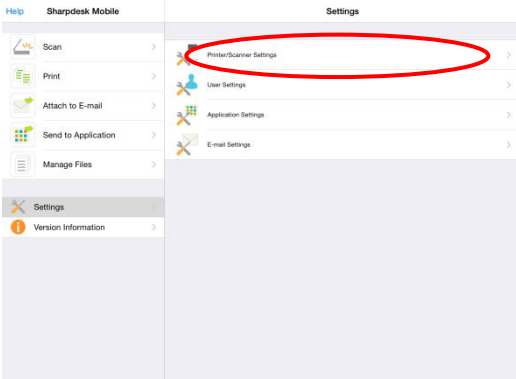 Help
Sharpdesk Mobile
Settings
Scan
Print
Attach to E-mail
Send to Application
Manage Files
Settings
Version Information
Printer/Scanner Settings
User Settings
Application Settings
E-mail Settings